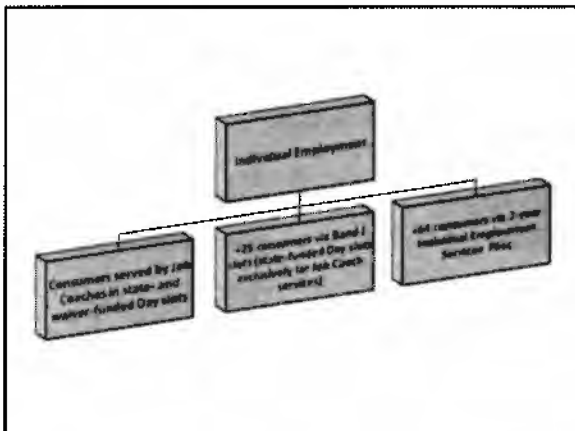 Individual Employment
Consumers served by Job
Coaches in state- and
waiver-funded Day slots
+25 consumers via Band-I
slots (state-funded Day slots
exclusively for Job Coach
services)
+64 consumers via 2-year
Individual Employment
Services Pilot